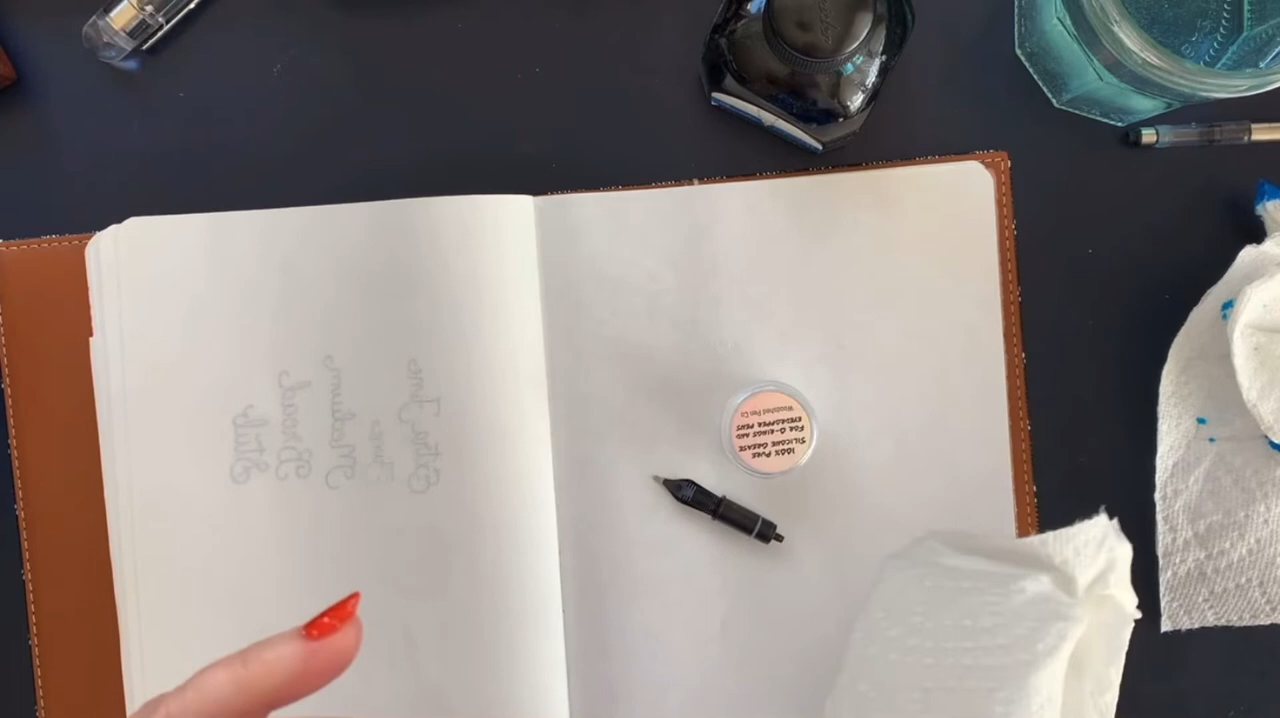 Extra Fine
Fine
Medium
Broad
Stub
100% PURE
SILICONE GREASE
FOR O-RINGS AND
EYEDROPPER PENS
Woodshed Pen Co